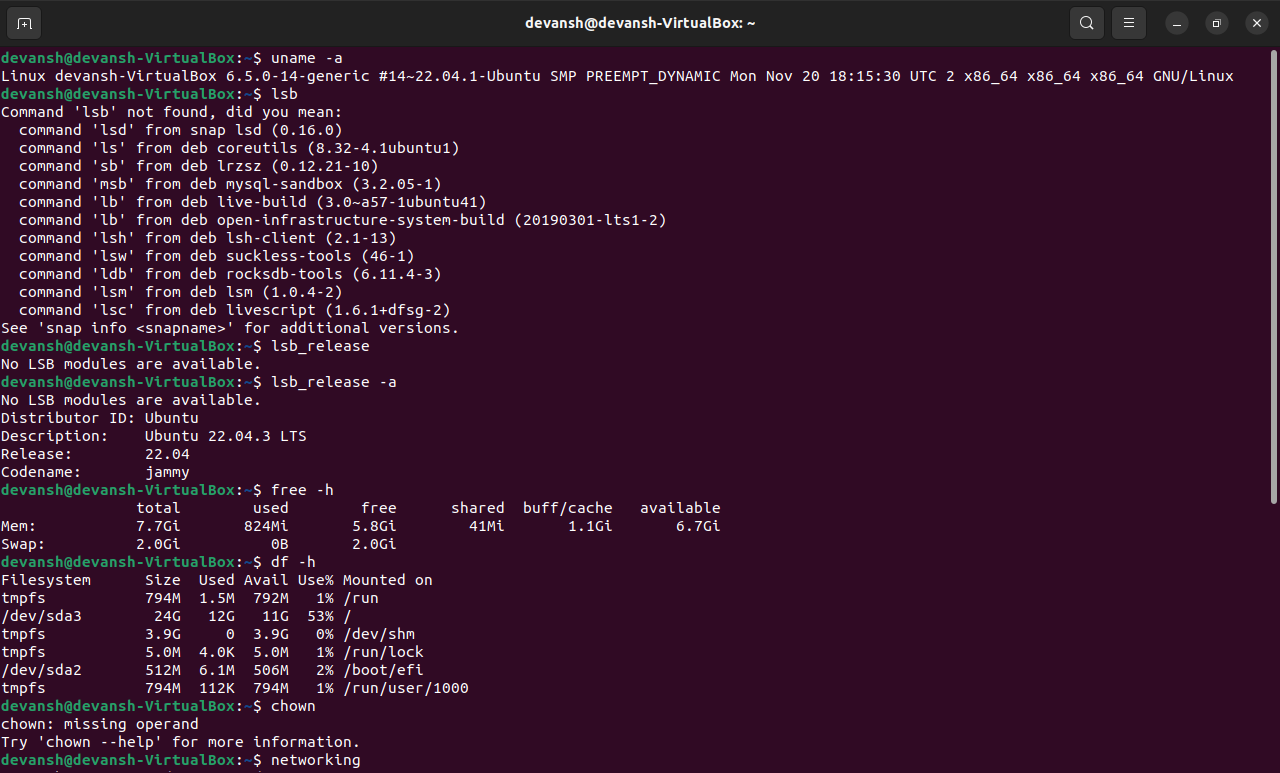 devansh@devansh-VirtualBox: ~
devansh@devansh-VirtualBox:~$ uname -a
Linux devansh-VirtualBox 6.5.0-14-generic #14~22.04.1-Ubuntu SMP PREEMPT_DYNAMIC Mon Nov 20 18:15:30 UTC 2 x86_64 x86_64 x86_64 GNU/Linux
devansh@devansh-VirtualBox:~$ lsb
Command 'lsb' not found, did you mean:
  command 'lsd' from snap lsd (0.16.0)
  command 'ls' from deb coreutils (8.32-4.1ubuntu1)
  command 'sb' from deb lrzsz (0.12.21-10)
  command 'msb' from deb mysql-sandbox (3.2.05-1)
  command 'lb' from deb live-build (3.0~a57-1ubuntu41)
  command 'lb' from deb open-infrastructure-system-build (20190301-lts1-2)
  command 'lsh' from deb lsh-client (2.1-13)
  command 'lsw' from deb suckless-tools (46-1)
  command 'ldb' from deb rocksdb-tools (6.11.4-3)
  command 'lsm' from deb lsm (1.0.4-2)
  command 'lsc' from deb livescript (1.6.1+dfsg-2)
See 'snap info <snapname>' for additional versions.
devansh@devansh-VirtualBox:~$ lsb_release
No LSB modules are available.
devansh@devansh-VirtualBox:~$ lsb_release -a
No LSB modules are available.
Distributor ID: Ubuntu
Description:    Ubuntu 22.04.3 LTS
Release:        22.04
Codename:       jammy
devansh@devansh-VirtualBox:~$ free -h
               total        used        free      shared  buff/cache   available
Mem:           7.7Gi       824Mi       5.8Gi        41Mi       1.1Gi       6.7Gi
Swap:          2.0Gi          0B       2.0Gi
devansh@devansh-VirtualBox:~$ df -h
Filesystem      Size  Used Avail Use% Mounted on
tmpfs           794M  1.5M  792M   1% /run
/dev/sda3        24G   12G   11G  53% /
tmpfs           3.9G     0  3.9G   0% /dev/shm
tmpfs           5.0M  4.0K  5.0M   1% /run/lock
/dev/sda2       512M  6.1M  506M   2% /boot/efi
tmpfs           794M  112K  794M   1% /run/user/1000
devansh@devansh-VirtualBox:~$ chown
chown: missing operand
Try 'chown --help' for more information.
devansh@devansh-VirtualBox:~$ networking